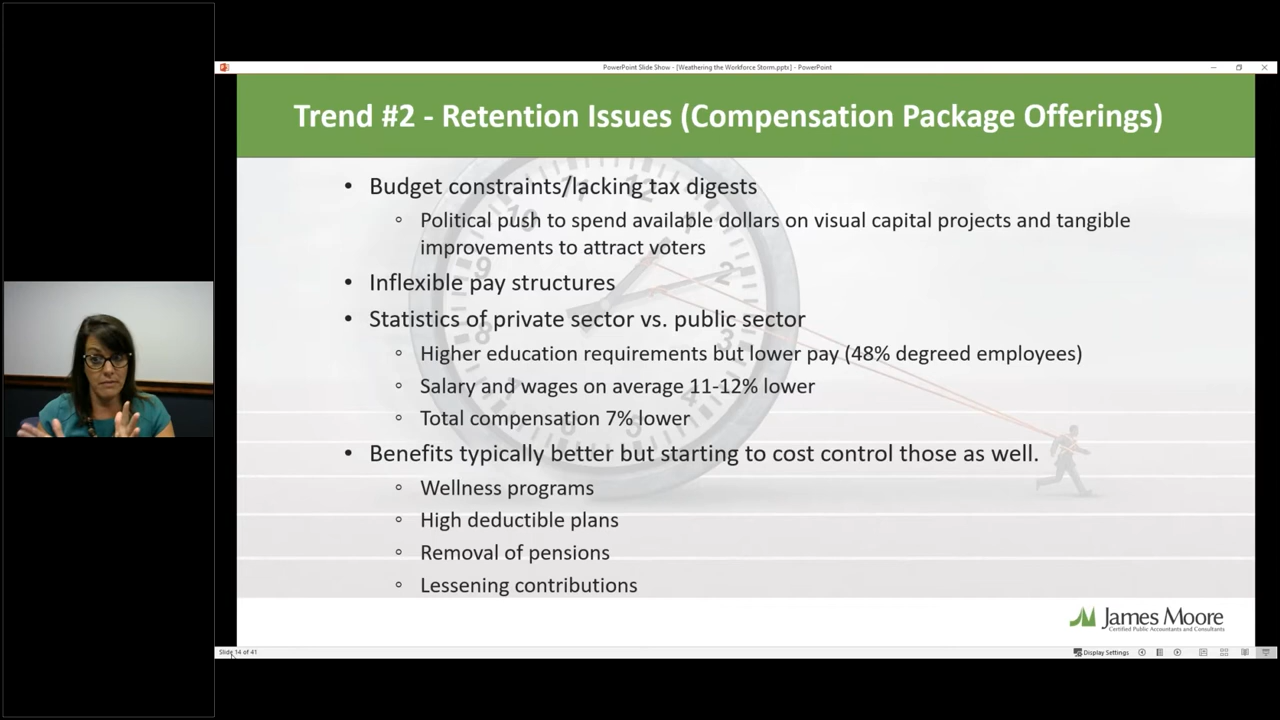 PowerPoint Slide Show - [Weathering the Workforce Storm.pptx] - PowerPoint
Trend #2 - Retention Issues (Compensation Package Offerings)
• Budget constraints/lacking tax digests
◦ Political push to spend available dollars on visual capital projects and tangible
improvements to attract voters
• Inflexible pay structures
• Statistics of private sector vs. public sector
◦ Higher education requirements but lower pay (48% degreed employees)
◦ Salary and wages on average 11-12% lower
◦ Total compensation 7% lower
• Benefits typically better but starting to cost control those as well.
◦ Wellness programs
◦ High deductible plans
◦ Removal of pensions
◦ Lessening contributions
James Moore
Certified Public Accountants and Consultants
Slide 14 of 41
Display Settings